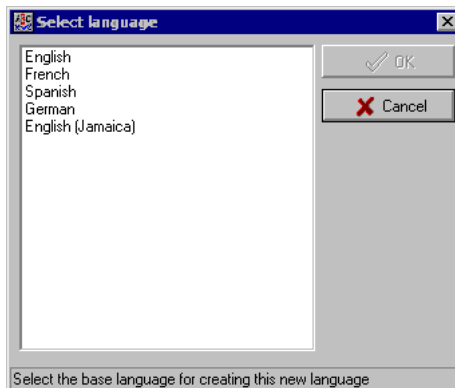 Select language
English
French
Spanish
German
English (Jamaica)
OK
Cancel
Select the base language for creating this new language